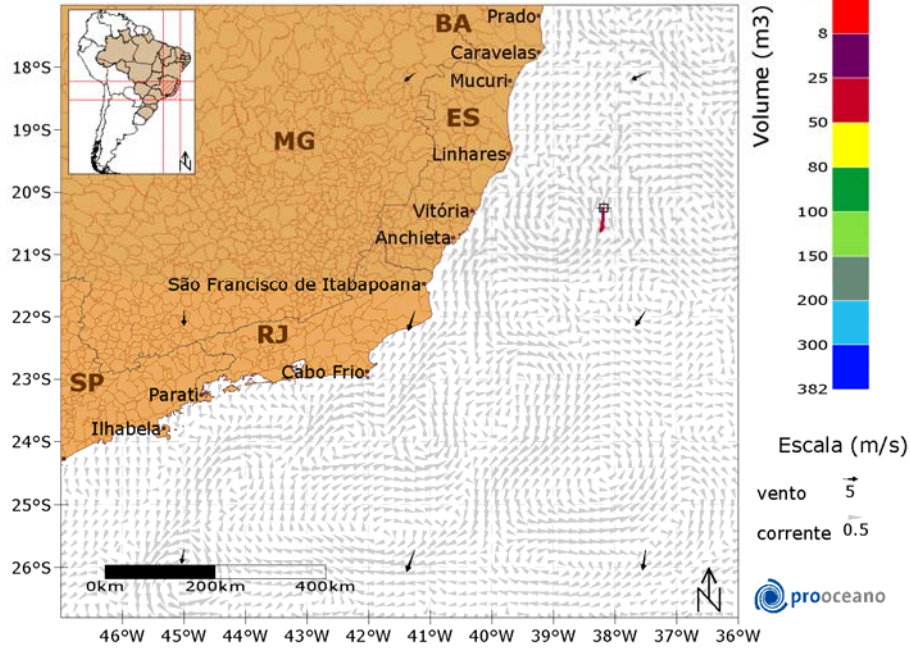 BA
Prado
Caravelas
Mucuri
ES
MG
Linhares
Vitória
Anchieta
São Francisco de Itabapoana
RJ
Cabo Frio
SP
Parati
Ilhabela
18°S
19°S
20°S
21°S
22°S
23°S
24°S
25°S
26°S
0km 200km 400km
N
46°W 45°W 44°W 43°W 42°W 41°W 40°W 39°W 38°W 37°W 36°W
Volume (m3)
8
25
50
80
100
150
200
300
382
Escala (m/s)
vento 5
corrente 0.5
prooceano